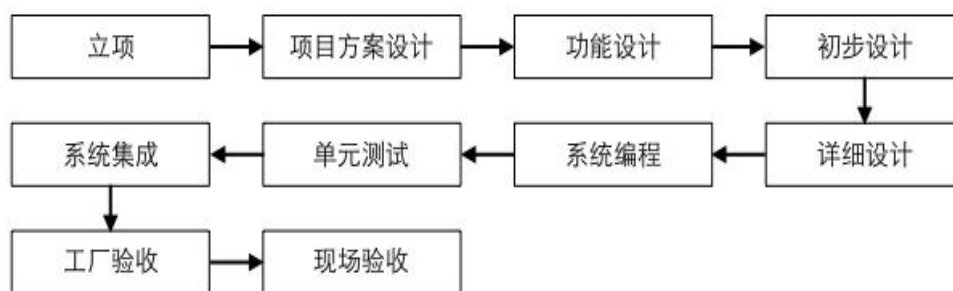 立项
项目方案设计
功能设计
初步设计
详细设计
系统编程
单元测试
系统集成
工厂验收
现场验收